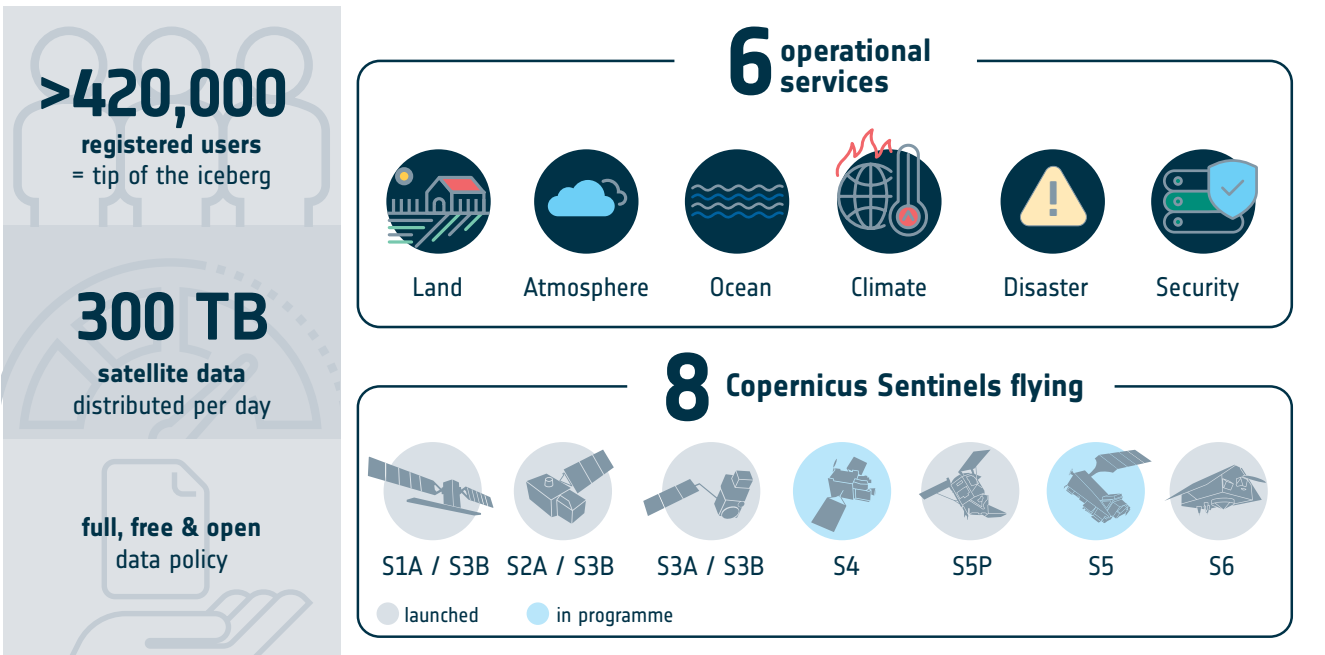 >420,000
registered users
= tip of the iceberg
300 TB
satellite data
distributed per day
full, free & open
data policy
6 operational
services
Land Atmosphere Ocean Climate Disaster Security
8 Copernicus Sentinels flying
S1A / S3B S2A / S3B S3A / S3B S4 S5P S5 S6
launched in programme